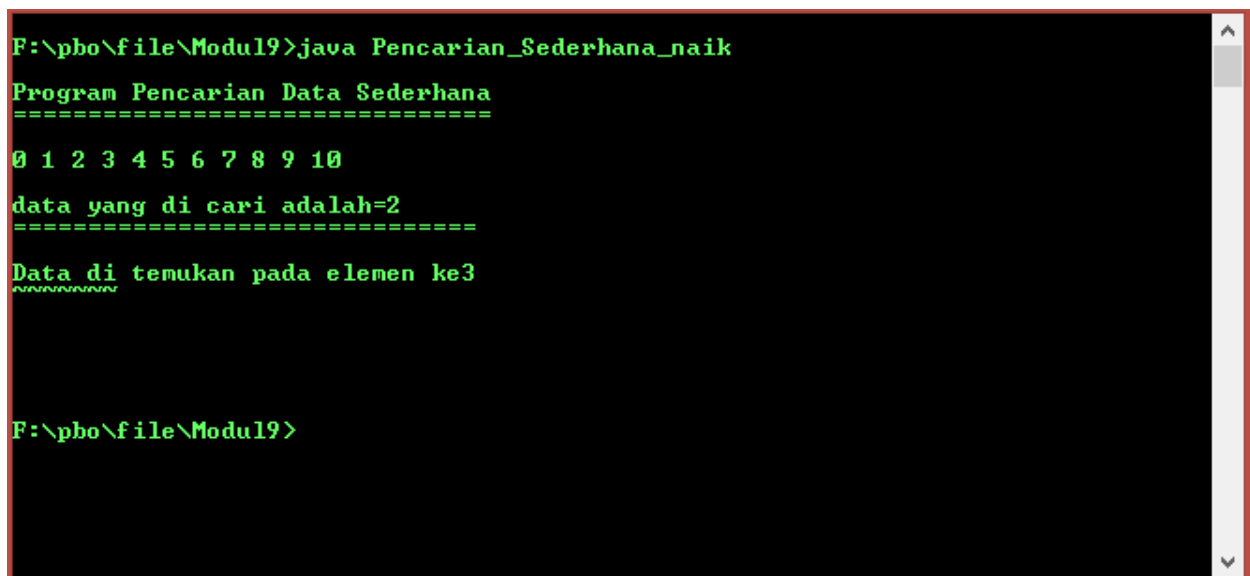 F:\pbo\file\Modul9>java Pencarian_Sederhana_naik
Program Pencarian Data Sederhana
================================
0 1 2 3 4 5 6 7 8 9 10
data yang di cari adalah=2
===============================
Data di temukan pada elemen ke3
~~~~~~~
F:\pbo\file\Modul9>